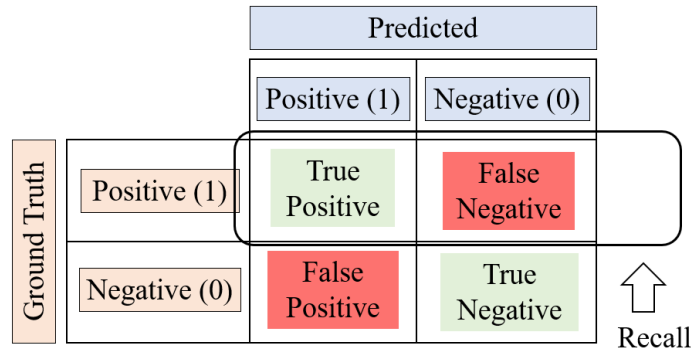 Predicted
Positive (1)
Negative (0)
Ground Truth
Positive (1)
True
Positive
False
Negative
Negative (0)
False
Positive
True
Negative
Recall